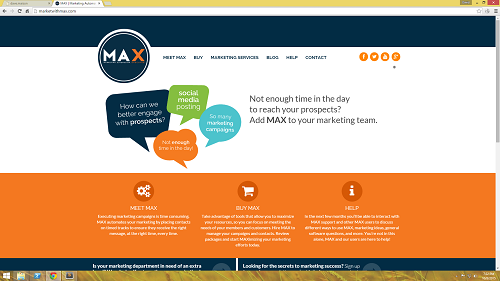 MAX | Marketing Autom
marketwithmax.com
MAX
MEET MAX BUY MARKETING SERVICES BLOG HELP CONTACT
How can we
better engage
with prospects?
social
media
posting
So many
marketing
campaigns
Not enough
time in the day!
Not enough time in the day
to reach your prospects?
Add MAX to your marketing team.
MEET MAX
Executing marketing campaigns is time consuming.
MAX automates your marketing by placing contacts
on timed tracks to ensure they receive the right
message, at the right time, every time.
BUY MAX
Take advantage of tools that allow you to maximize
your resources, so you can focus on meeting the
needs of your members and customers. Hire MAX to
manage your campaigns and contacts. Review
packages and start MAXimizing your marketing
efforts today.
HELP
In the next few months you'll be able to interact with
MAX support and other MAX users to discuss
different ways to use MAX, marketing ideas, general
software questions, and more. You're not in this
alone, MAX and our users are here to help!
Is your marketing department in need of an extra
Looking for the secrets to marketing success? Sign up